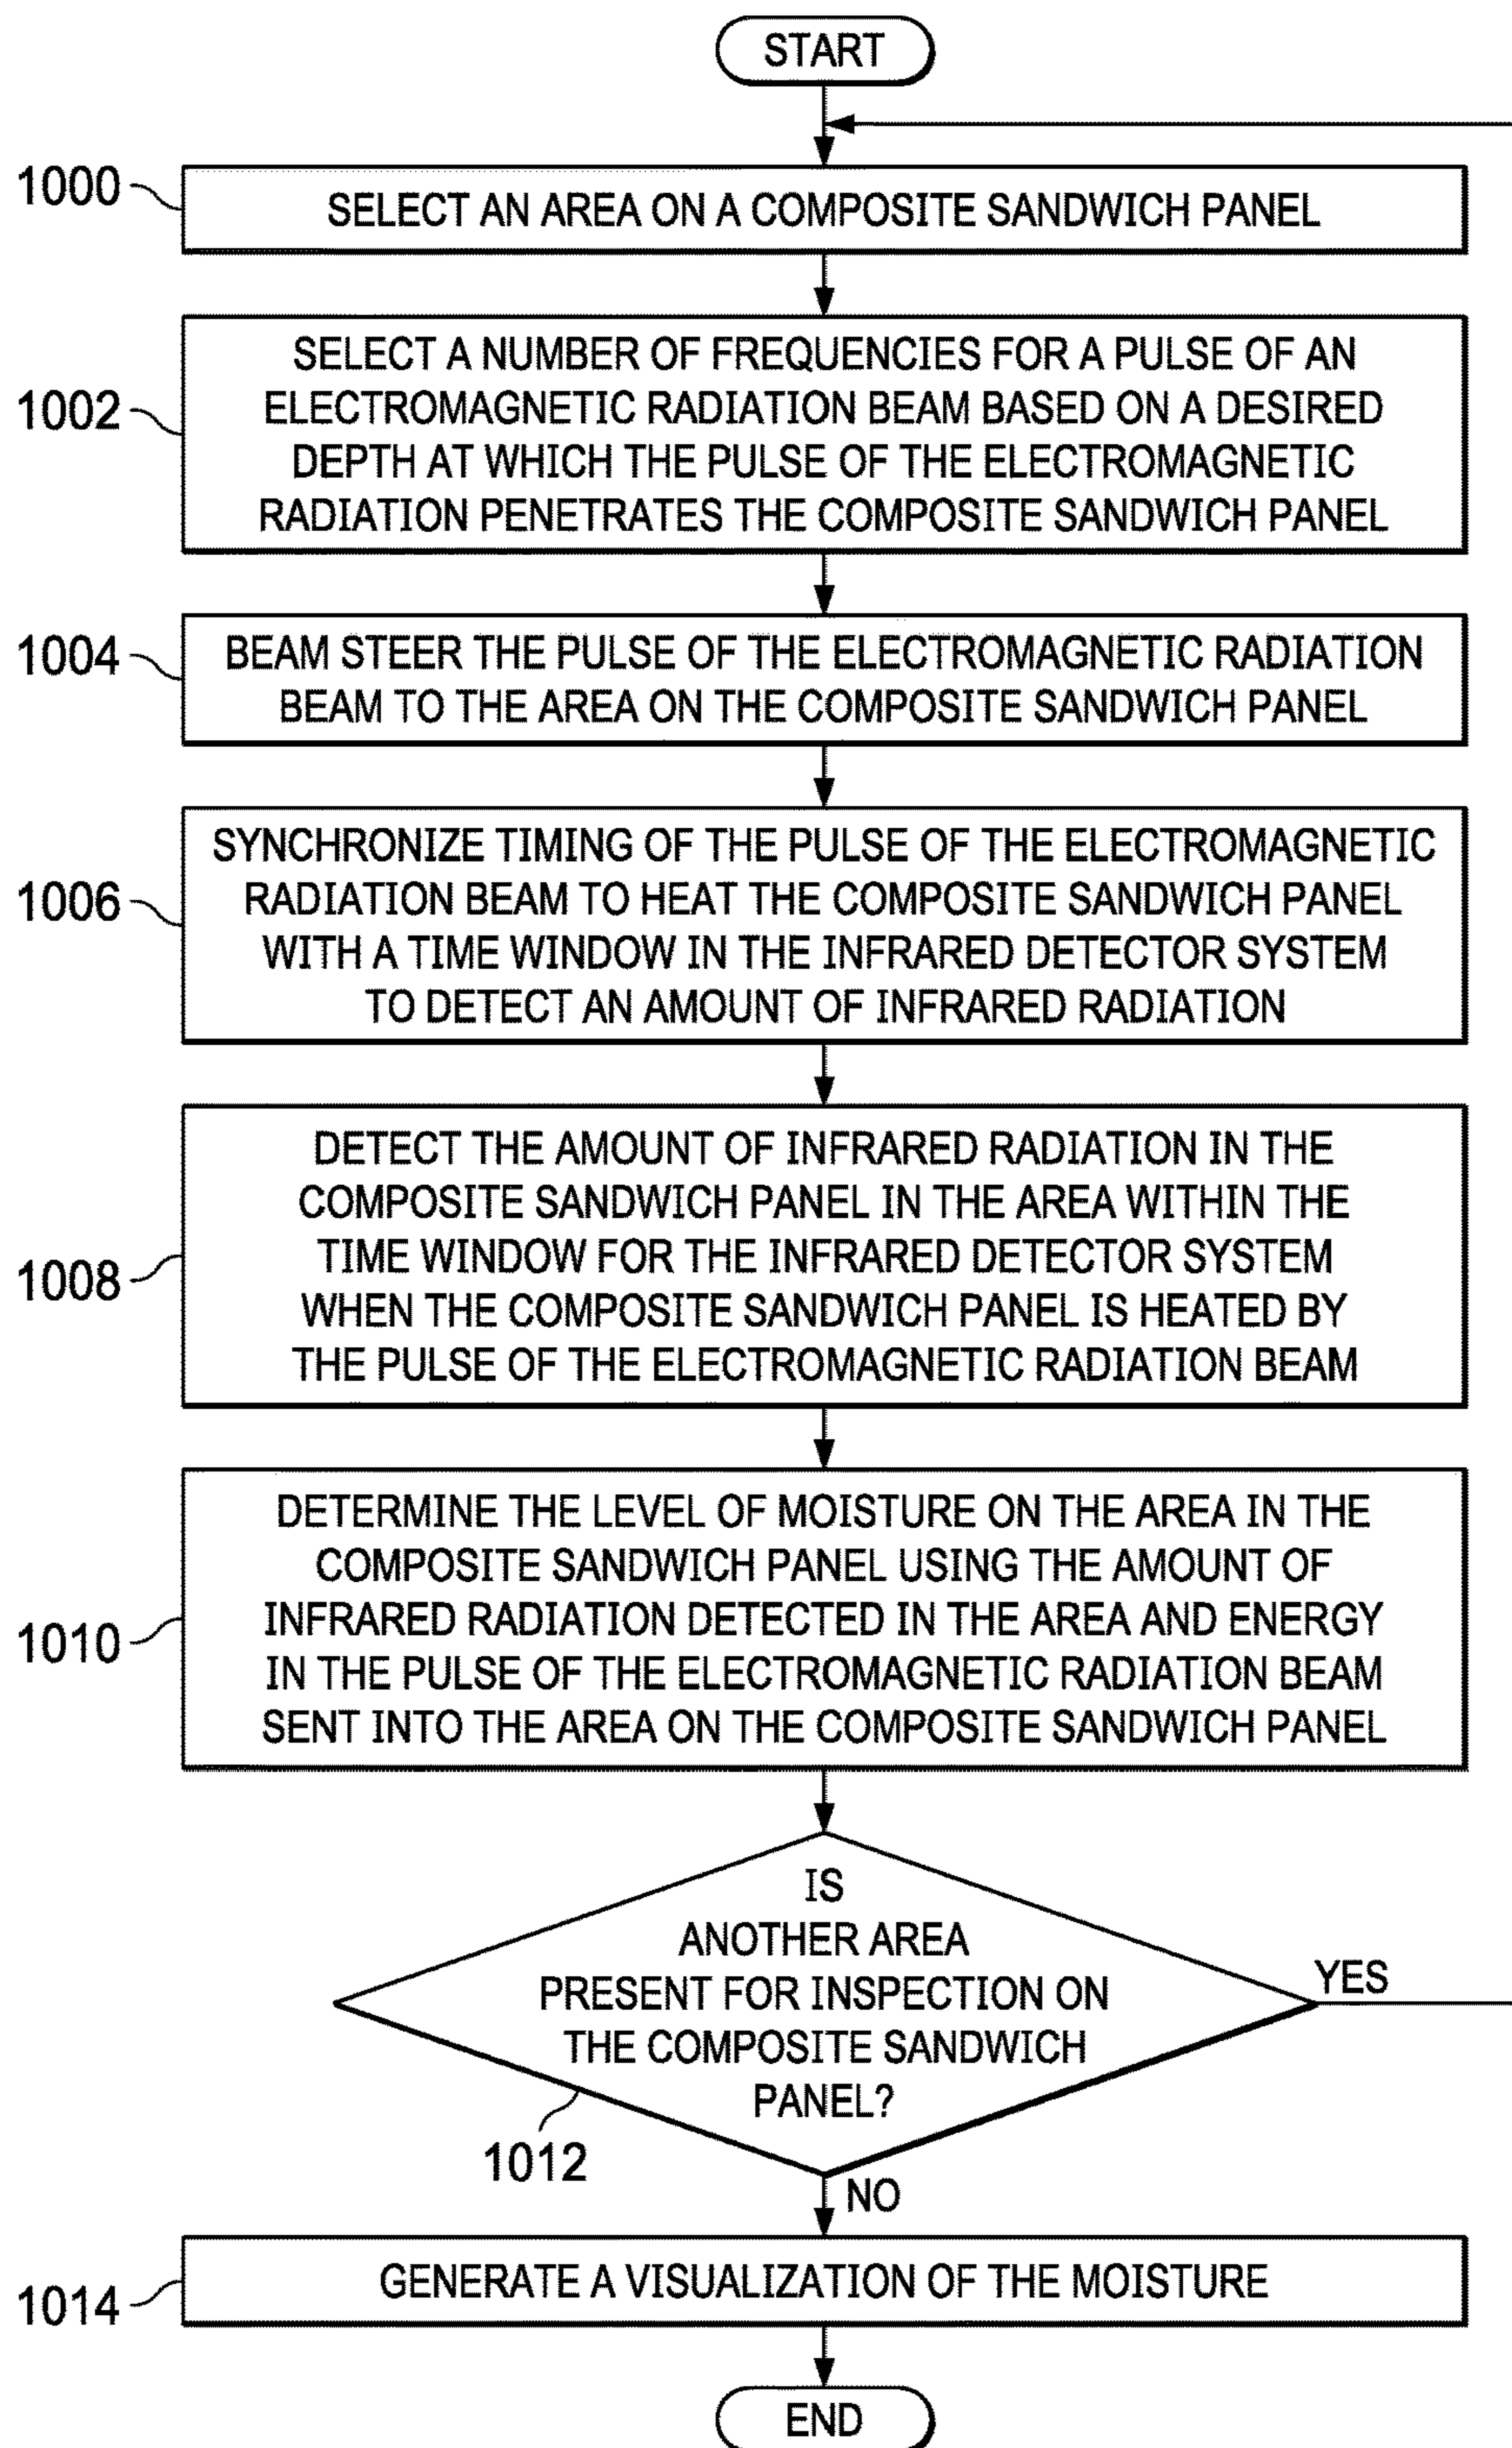 START
1000
SELECT AN AREA ON A COMPOSITE SANDWICH PANEL
1002
SELECT A NUMBER OF FREQUENCIES FOR A PULSE OF AN
ELECTROMAGNETIC RADIATION BEAM BASED ON A DESIRED
DEPTH AT WHICH THE PULSE OF THE ELECTROMAGNETIC
RADIATION PENETRATES THE COMPOSITE SANDWICH PANEL
1004
BEAM STEER THE PULSE OF THE ELECTROMAGNETIC RADIATION
BEAM TO THE AREA ON THE COMPOSITE SANDWICH PANEL
1006
SYNCHRONIZE TIMING OF THE PULSE OF THE ELECTROMAGNETIC
RADIATION BEAM TO HEAT THE COMPOSITE SANDWICH PANEL
WITH A TIME WINDOW IN THE INFRARED DETECTOR SYSTEM
TO DETECT AN AMOUNT OF INFRARED RADIATION
1008
DETECT THE AMOUNT OF INFRARED RADIATION IN THE
COMPOSITE SANDWICH PANEL IN THE AREA WITHIN THE
TIME WINDOW FOR THE INFRARED DETECTOR SYSTEM
WHEN THE COMPOSITE SANDWICH PANEL IS HEATED BY
THE PULSE OF THE ELECTROMAGNETIC RADIATION BEAM
1010
DETERMINE THE LEVEL OF MOISTURE ON THE AREA IN THE
COMPOSITE SANDWICH PANEL USING THE AMOUNT OF
INFRARED RADIATION DETECTED IN THE AREA AND ENERGY
IN THE PULSE OF THE ELECTROMAGNETIC RADIATION BEAM
SENT INTO THE AREA ON THE COMPOSITE SANDWICH PANEL
IS
ANOTHER AREA
PRESENT FOR INSPECTION ON
THE COMPOSITE SANDWICH
PANEL?
YES
1012
NO
1014
GENERATE A VISUALIZATION OF THE MOISTURE
END